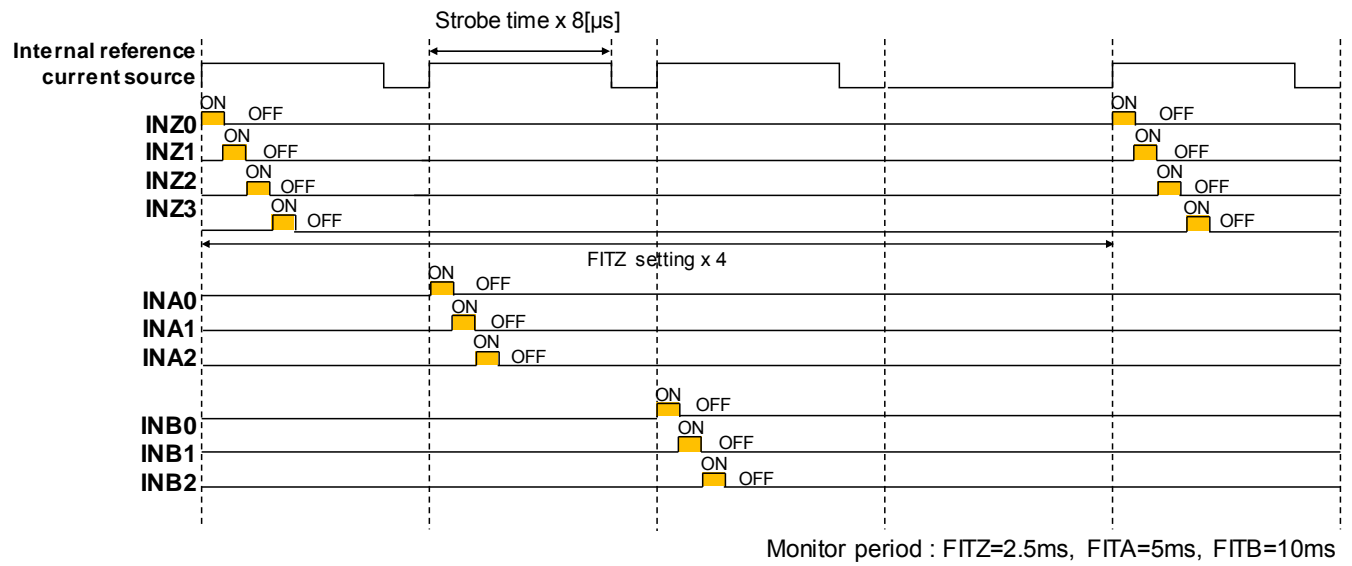 Strobe time x 8[µs]
Internal reference
current source
ON OFF ON OFF
INZ0
ON OFF ON OFF
INZ1
ON OFF ON OFF
INZ2
ON OFF ON OFF
INZ3
FITZ setting x 4
ON OFF
INA0
ON OFF
INA1
ON OFF
INA2
ON OFF
INB0
ON OFF
INB1
ON OFF
INB2
Monitor period : FITZ=2.5ms, FITA=5ms, FITB=10ms